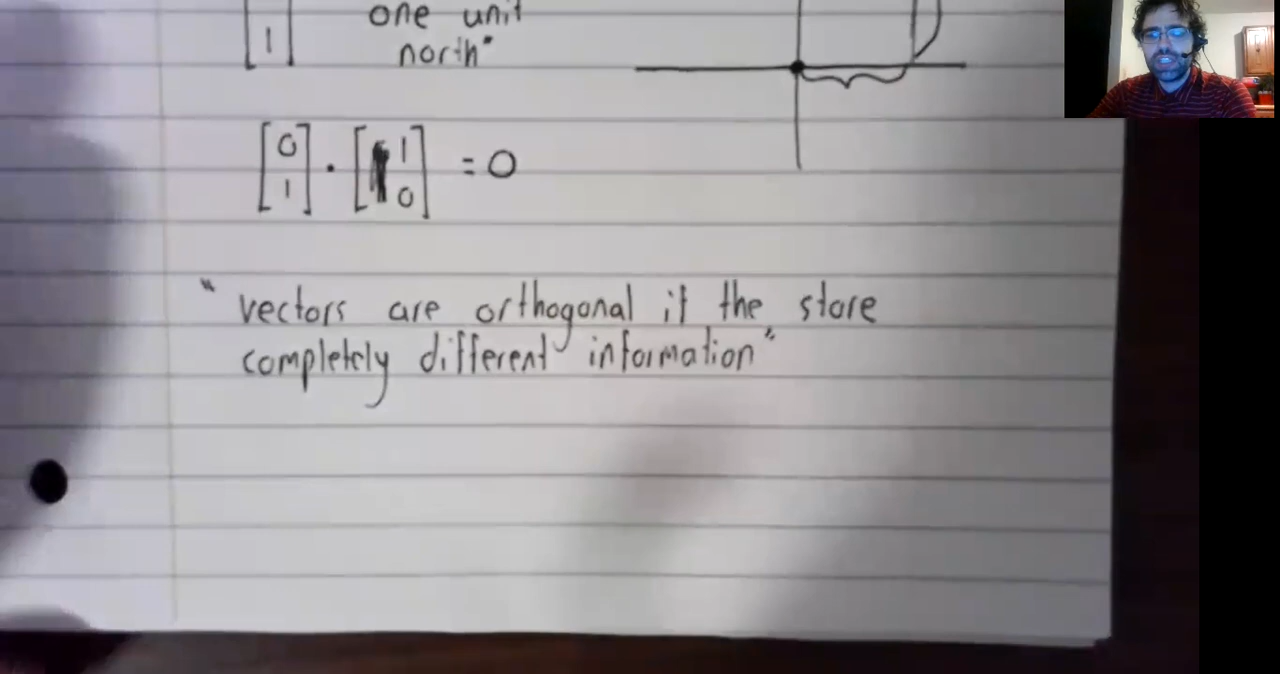 one unit
1 north"
[0 1] · [1 0] = 0
" vectors are orthogonal if the store
completely different information"